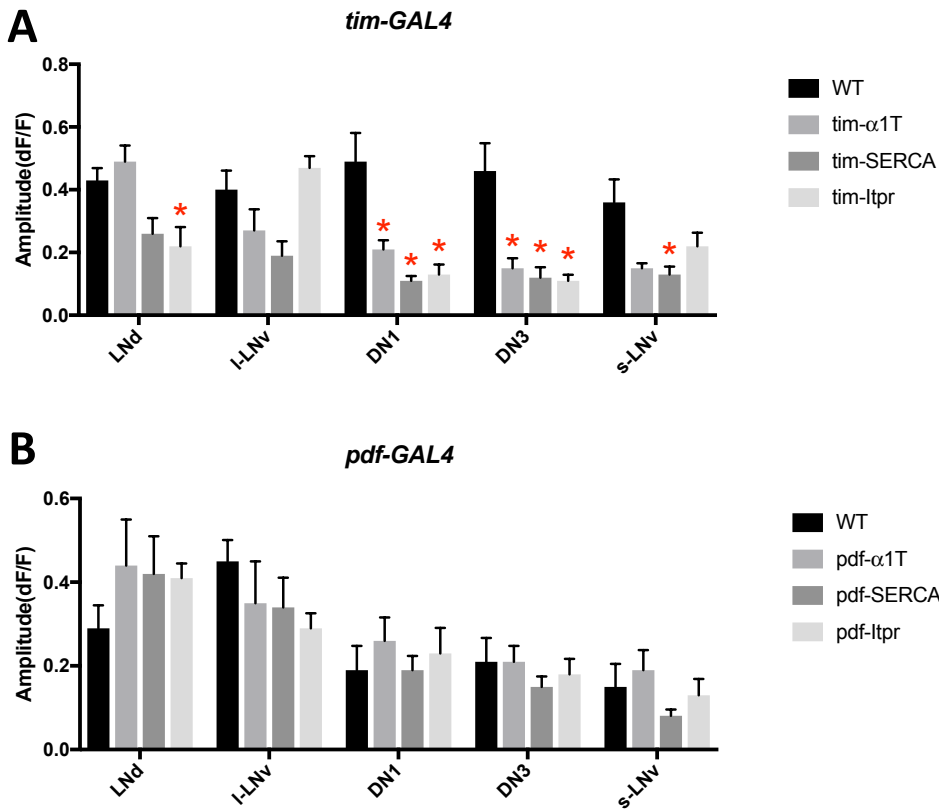 A
tim-GAL4
Amplitude(dF/F)
0.8
0.6
0.4
0.2
0.0
* * * * * * * *
LNd l-LNv DN1 DN3 s-LNv
WT
tim-α1T
tim-SERCA
tim-Itpr
B
pdf-GAL4
Amplitude(dF/F)
0.6
0.4
0.2
0.0
LNd l-LNv DN1 DN3 s-LNv
WT
pdf-α1T
pdf-SERCA
pdf-Itpr